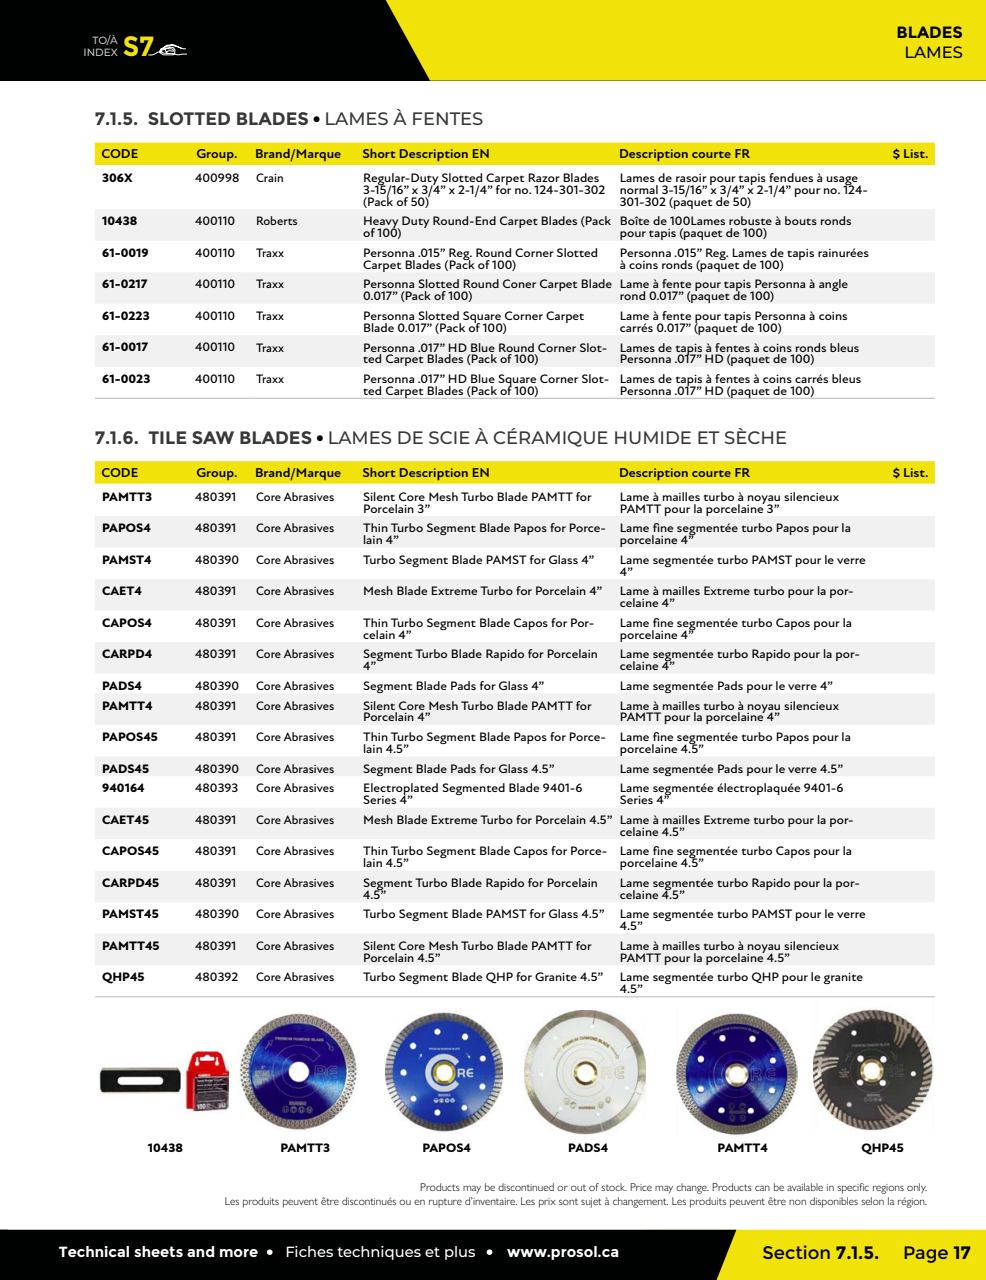 TO/À
INDEX S7
BLADES
LAMES
7.1.5. SLOTTED BLADES • LAMES À FENTES
CODE Group. Brand/Marque Short Description EN Description courte FR $ List.
306X 400998 Crain Regular-Duty Slotted Carpet Razor Blades Lames de rasoir pour tapis fendues à usage
3-15/16” x 3/4” x 2-1/4” for no. 124-301-302 normal 3-15/16” x 3/4” x 2-1/4” pour no. 124-
(Pack of 50) 301-302 (paquet de 50)
10438 400110 Roberts Heavy Duty Round-End Carpet Blades (Pack Boîte de 100Lames robuste à bouts ronds
of 100) pour tapis (paquet de 100)
61-0019 400110 Traxx Personna .015” Reg. Round Corner Slotted Personna .015” Reg. Lames de tapis rainurées
Carpet Blades (Pack of 100) à coins ronds (paquet de 100)
61-0217 400110 Traxx Personna Slotted Round Coner Carpet Blade Lame à fente pour tapis Personna à angle
0.017” (Pack of 100) rond 0.017” (paquet de 100)
61-0223 400110 Traxx Personna Slotted Square Corner Carpet Lame à fente pour tapis Personna à coins
Blade 0.017” (Pack of 100) carrés 0.017” (paquet de 100)
61-0017 400110 Traxx Personna .017” HD Blue Round Corner Slot- Lames de tapis à fentes à coins ronds bleus
ted Carpet Blades (Pack of 100) Personna .017” HD (paquet de 100)
61-0023 400110 Traxx Personna .017” HD Blue Square Corner Slot- Lames de tapis à fentes à coins carrés bleus
ted Carpet Blades (Pack of 100) Personna .017” HD (paquet de 100)
7.1.6. TILE SAW BLADES • LAMES DE SCIE À CÉRAMIQUE HUMIDE ET SÈCHE
CODE Group. Brand/Marque Short Description EN Description courte FR $ List.
PAMTT3 480391 Core Abrasives Silent Core Mesh Turbo Blade PAMTT for Lame à mailles turbo à noyau silencieux
Porcelain 3” PAMTT pour la porcelaine 3”
PAPOS4 480391 Core Abrasives Thin Turbo Segment Blade Papos for Porce- Lame fine segmentée turbo Papos pour la
lain 4” porcelaine 4”
PAMST4 480390 Core Abrasives Turbo Segment Blade PAMST for Glass 4” Lame segmentée turbo PAMST pour le verre
4”
CAET4 480391 Core Abrasives Mesh Blade Extreme Turbo for Porcelain 4” Lame à mailles Extreme turbo pour la por-
celaine 4”
CAPOS4 480391 Core Abrasives Thin Turbo Segment Blade Capos for Por- Lame fine segmentée turbo Capos pour la
celain 4” porcelaine 4”
CARPD4 480391 Core Abrasives Segment Turbo Blade Rapido for Porcelain Lame segmentée turbo Rapido pour la por-
4” celaine 4”
PADS4 480390 Core Abrasives Segment Blade Pads for Glass 4” Lame segmentée Pads pour le verre 4”
PAMTT4 480391 Core Abrasives Silent Core Mesh Turbo Blade PAMTT for Lame à mailles turbo à noyau silencieux
Porcelain 4” PAMTT pour la porcelaine 4”
PAPOS45 480391 Core Abrasives Thin Turbo Segment Blade Papos for Porce- Lame fine segmentée turbo Papos pour la
lain 4.5” porcelaine 4.5”
PADS45 480390 Core Abrasives Segment Blade Pads for Glass 4.5” Lame segmentée Pads pour le verre 4.5”
940164 480393 Core Abrasives Electroplated Segmented Blade 9401-6 Lame segmentée électroplaquée 9401-6
Series 4” Series 4”
CAET45 480391 Core Abrasives Mesh Blade Extreme Turbo for Porcelain 4.5” Lame à mailles Extreme turbo pour la por-
celaine 4.5”
CAPOS45 480391 Core Abrasives Thin Turbo Segment Blade Capos for Porce- Lame fine segmentée turbo Capos pour la
lain 4.5” porcelaine 4.5”
CARPD45 480391 Core Abrasives Segment Turbo Blade Rapido for Porcelain Lame segmentée turbo Rapido pour la por-
4.5” celaine 4.5”
PAMST45 480390 Core Abrasives Turbo Segment Blade PAMST for Glass 4.5” Lame segmentée turbo PAMST pour le verre
4.5”
PAMTT45 480391 Core Abrasives Silent Core Mesh Turbo Blade PAMTT for Lame à mailles turbo à noyau silencieux
Porcelain 4.5” PAMTT pour la porcelaine 4.5”
QHP45 480392 Core Abrasives Turbo Segment Blade QHP for Granite 4.5” Lame segmentée turbo QHP pour le granite
4.5”
10438 PAMTT3 PAPOS4 PADS4 PAMTT4 QHP45
Products may be discontinued or out of stock. Price may change. Products can be available in specific regions only.
Les produits peuvent être discontinués ou en rupture d’inventaire. Les prix sont sujet à changement. Les produits peuvent être non disponibles selon la région.
Technical sheets and more • Fiches techniques et plus • www.prosol.ca
Section 7.1.5. Page 17